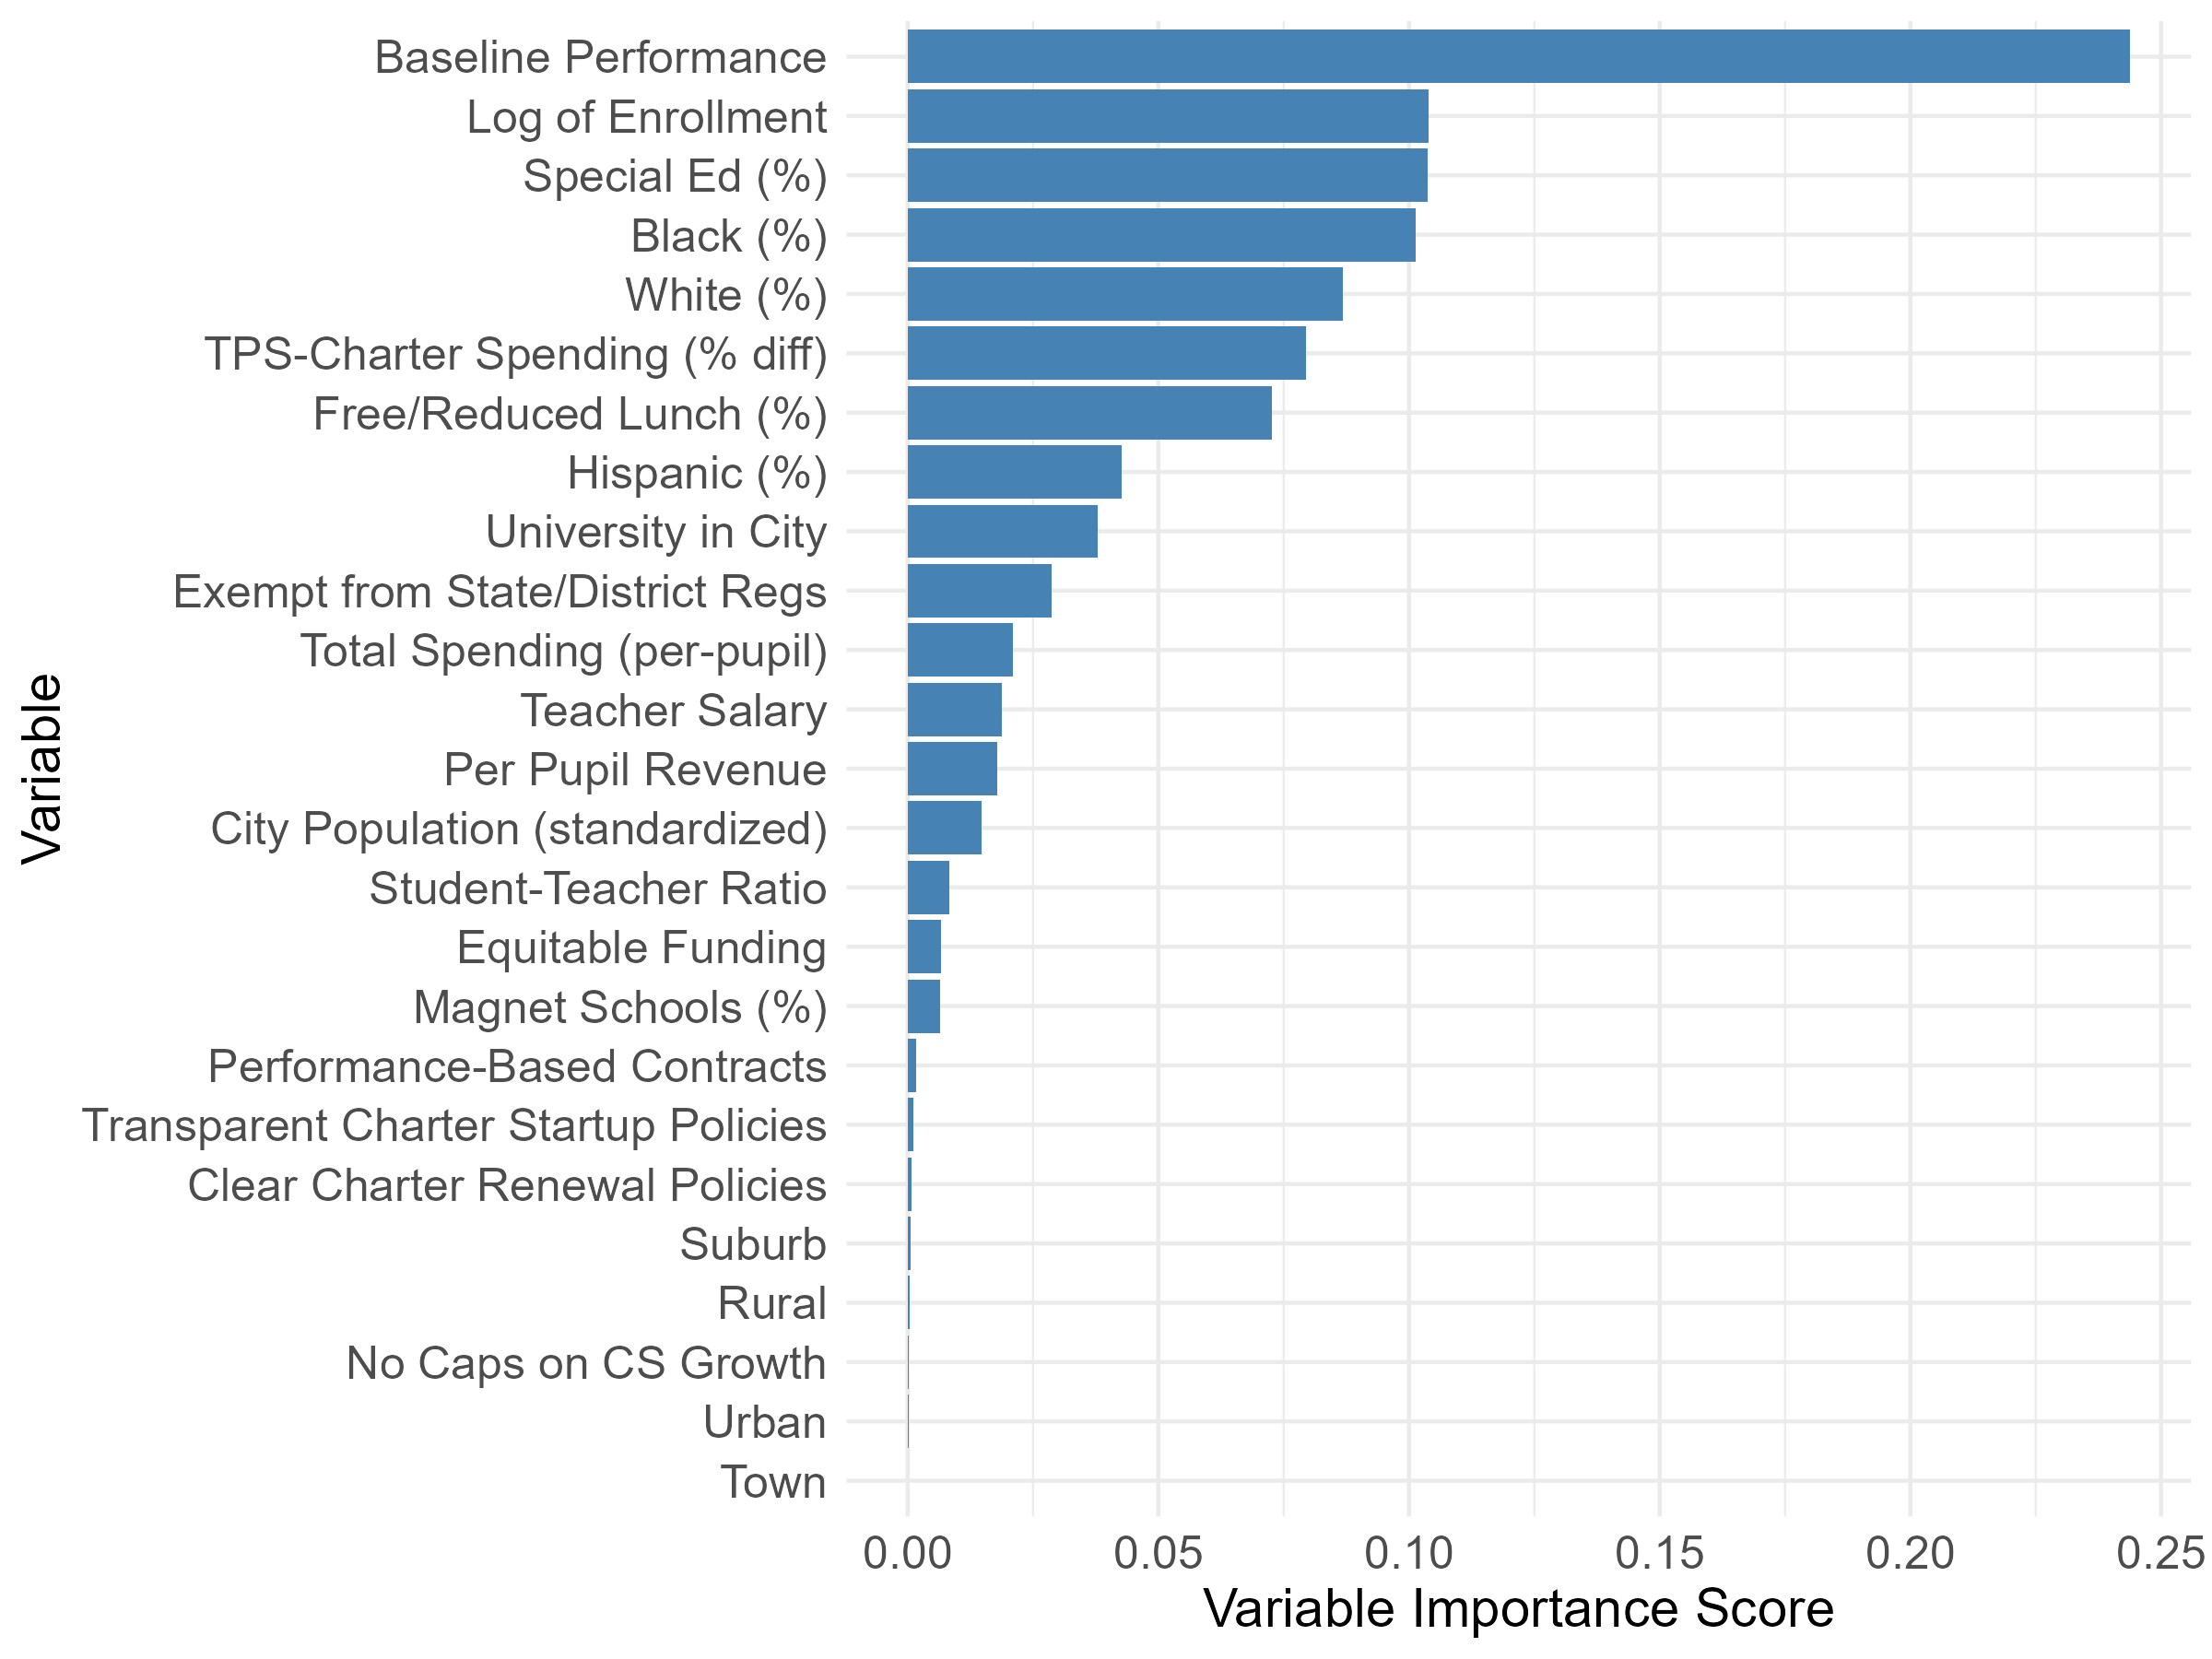 Baseline Performance
Log of Enrollment
Special Ed (%)
Black (%)
White (%)
TPS-Charter Spending (% diff)
Free/Reduced Lunch (%)
Hispanic (%)
University in City
Exempt from State/District Regs
Total Spending (per-pupil)
Teacher Salary
Per Pupil Revenue
City Population (standardized)
Student-Teacher Ratio
Equitable Funding
Magnet Schools (%)
Performance-Based Contracts
Transparent Charter Startup Policies
Clear Charter Renewal Policies
Suburb
Rural
No Caps on CS Growth
Urban
Town
Variable
0.00 0.05 0.10 0.15 0.20 0.25
Variable Importance Score